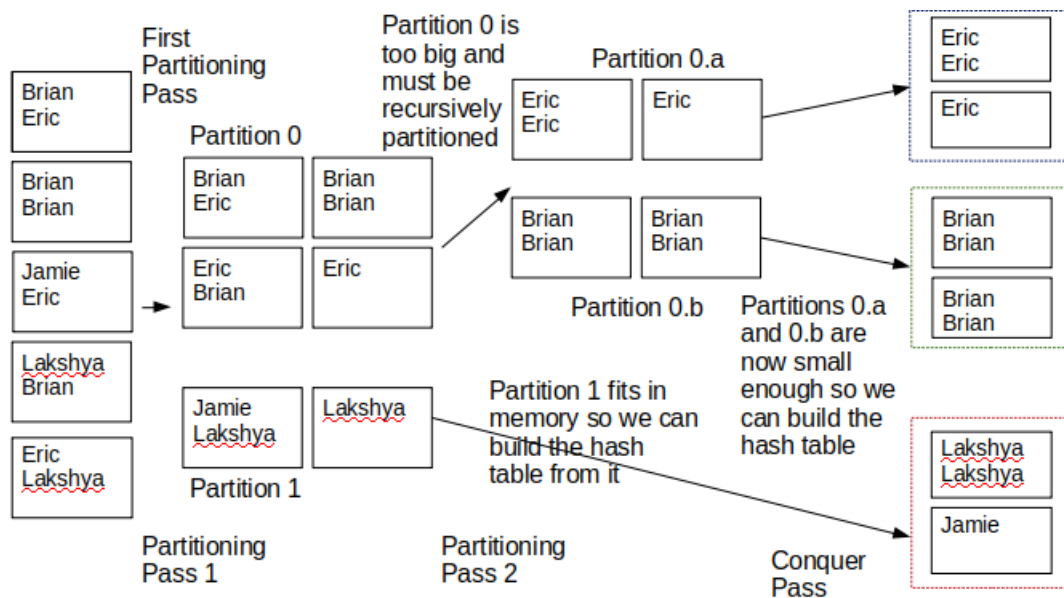 First
Partitioning
Pass
Brian
Eric
Brian
Brian
Jamie
Eric
Lakshya
Brian
Eric
Lakshya
Partition 0
Brian
Eric
Brian
Brian
Eric
Brian
Eric
Jamie
Lakshya
Lakshya
Partition 1
Partitioning
Pass 1
Partition 0 is
too big and
must be
recursively
partitioned
Partition 0.a
Eric
Eric
Eric
Brian
Brian
Brian
Brian
Partition 0.b
Partition 1 fits in
memory so we can
build the hash
table from it
Partitioning
Pass 2
Partitions 0.a
and 0.b are
now small
enough so we
can build the
hash table
Eric
Eric
Eric
Brian
Brian
Brian
Brian
Lakshya
Lakshya
Jamie
Conquer
Pass